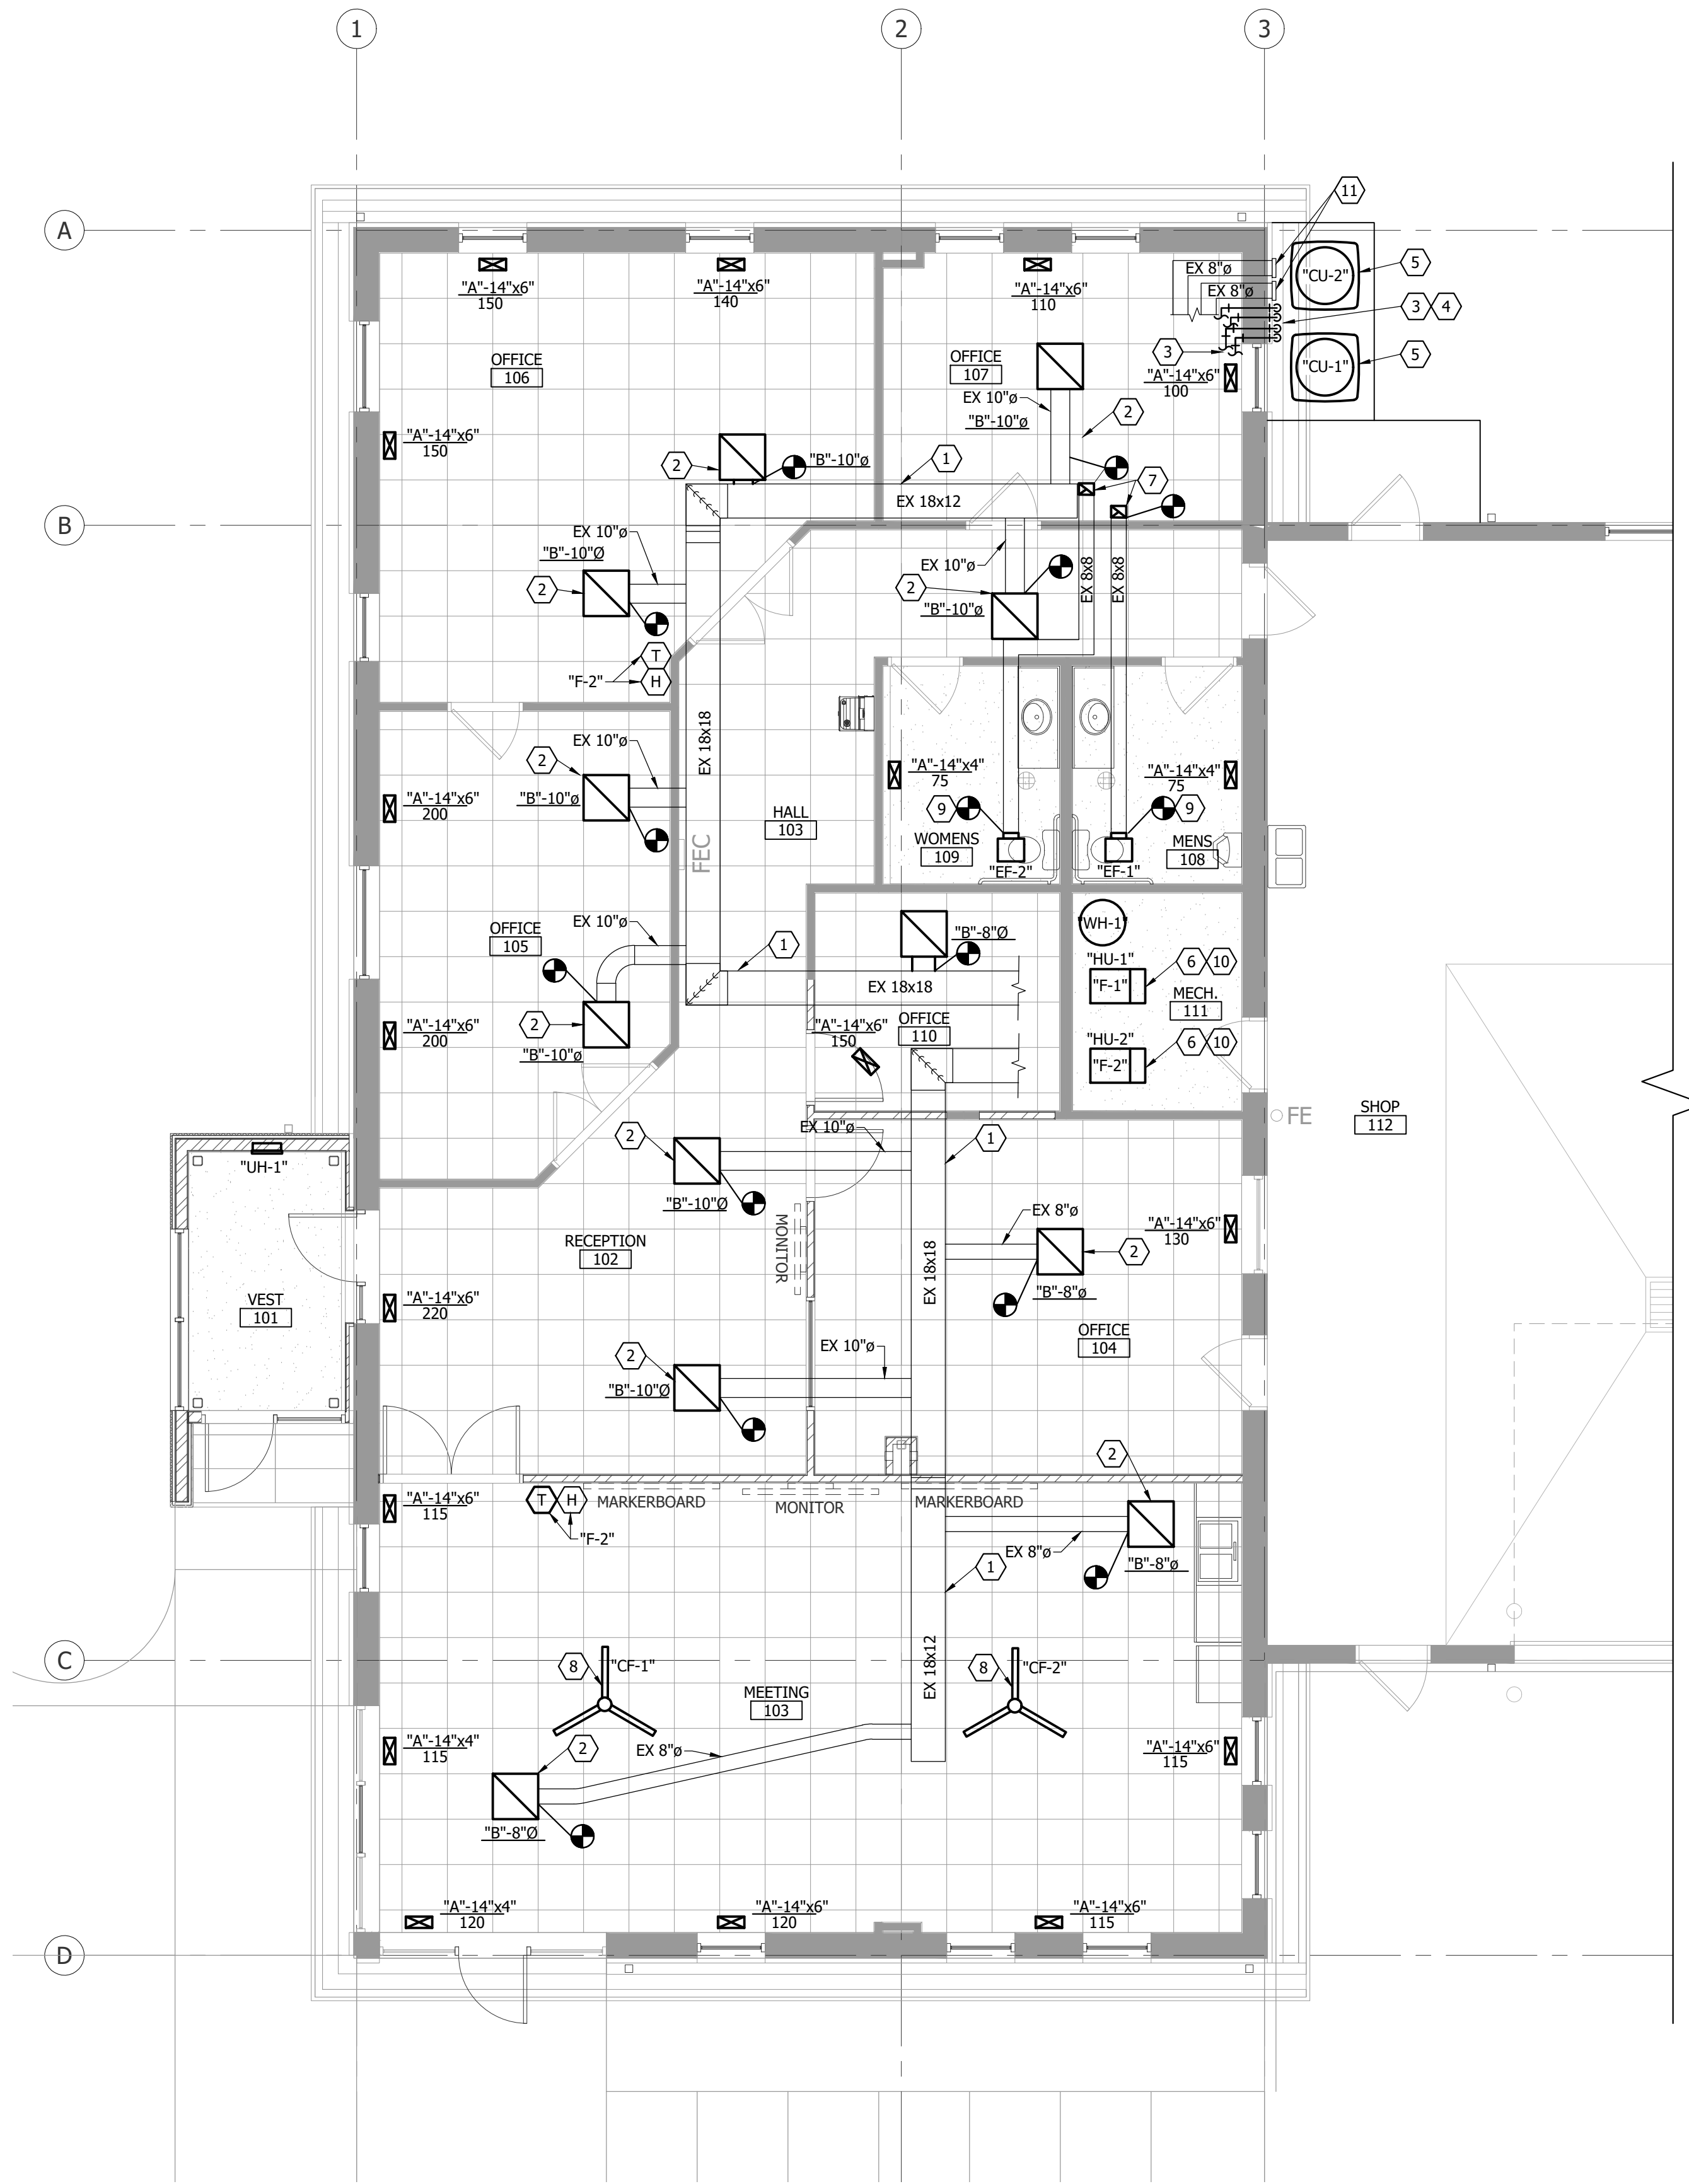 1
2
3
A
11
"CU-2"
5
EX 8"ø
EX 8"ø
"A"-14"x6"
150
"A"-14"x6"
140
"A"-14"x6"
110
3
4
OFFICE
106
OFFICE
107
3
"CU-1"
5
"A"-14"x6"
100
EX 10"ø
"B"-10"ø
2
"A"-14"x6"
150
2
"B"-10"ø
1
7
EX 18x12
B
EX 10"ø
"B"-10"Ø
2
EX 10"ø
2
"B"-10"ø
EX 8x8
EX 8x8
T
"F-2"
H
EX 18x18
EX 10"ø
2
"B"-10"ø
"A"-14"x6"
200
"A"-14"x4"
75
"A"-14"x4"
75
HALL
103
FEC
9
9
WOMENS
109
MENS
108
"EF-2"
"EF-1"
EX 10"ø
OFFICE
105
1
"B"-8"Ø
WH-1
"HU-1"
"F-1"
6
10
MECH.
111
EX 18x18
2
"B"-10"ø
"A"-14"x6"
200
"A"-14"x6"
150
OFFICE
110
"HU-2"
"F-2"
6
10
SHOP
112
FE
EX 10"ø
2
1
"B"-10"Ø
"UH-1"
MONITOR
EX 8"ø
2
"B"-8"ø
"A"-14"x6"
130
RECEPTION
102
EX 18x18
VEST
101
"A"-14"x6"
220
OFFICE
104
EX 10"ø
2
"B"-10"Ø
2
"A"-14"x6"
115
T
H
"F-2"
MARKERBOARD
MONITOR
MARKERBOARD
EX 8"ø
"B"-8"ø
1
EX 18x12
C
8
"CF-1"
8
"CF-2"
MEETING
103
"A"-14"x4"
115
2
EX 8"ø
"A"-14"x6"
115
"B"-8"Ø
"A"-14"x4"
120
"A"-14"x6"
120
"A"-14"x6"
115
D